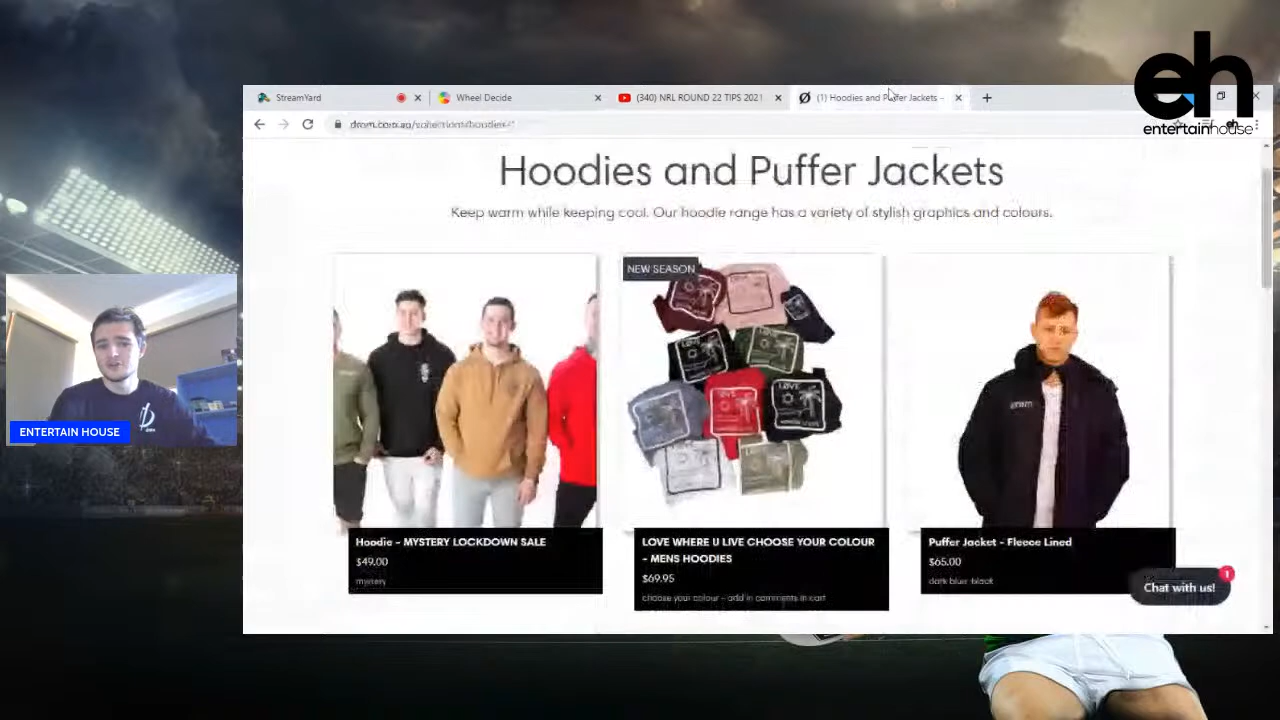 eh
entertainhouse
StreamYard
Wheel Decide
(340) NRL ROUND 22 TIPS 2021
(1) Hoodies and Puffer Jackets –
Hoodies and Puffer Jackets
Keep warm while keeping cool. Our hoodie range has a variety of stylish graphics and colours.
NEW SEASON
Hoodie - MYSTERY LOCKDOWN SALE
$49.00
mystery
LOVE WHERE U LIVE CHOOSE YOUR COLOUR
- MENS HOODIES
$69.95
choose your colour - add in comments in cart
Puffer Jacket - Fleece Lined
$65.00
dark blue-black
Chat with us!
1
ENTERTAIN HOUSE